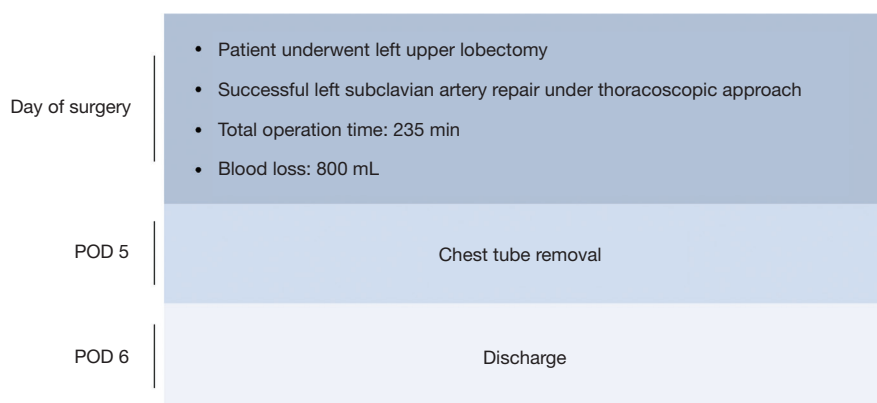 Day of surgery
• Patient underwent left upper lobectomy
• Successful left subclavian artery repair under thoracoscopic approach
• Total operation time: 235 min
• Blood loss: 800 mL
POD 5
Chest tube removal
POD 6
Discharge